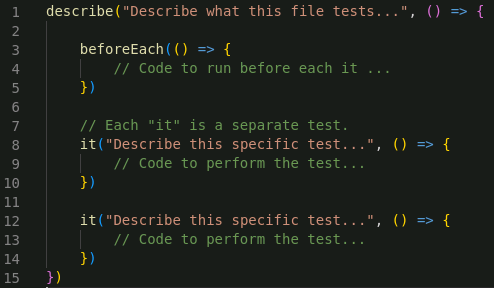 1 describe("Describe what this file tests...", () => {
2
3     beforeEach(() => {
4         // Code to run before each it ...
5     })
6
7     // Each "it" is a separate test.
8     it("Describe this specific test...", () => {
9         // Code to perform the test...
10     })
11
12     it("Describe this specific test...", () => {
13         // Code to perform the test...
14     })
15 })